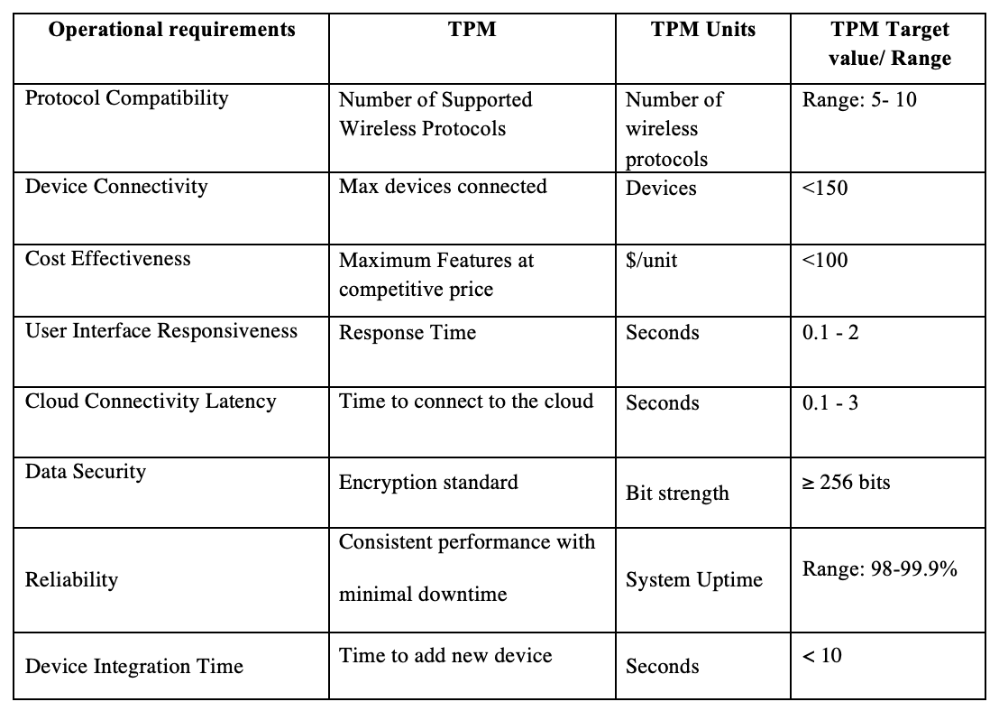 Operational requirements
TPM
TPM Units
TPM Target
value/ Range
Protocol Compatibility
Number of Supported
Wireless Protocols
Number of
wireless
protocols
Range: 5- 10
Device Connectivity
Max devices connected
Devices
<150
Cost Effectiveness
Maximum Features at
competitive price
$/unit
<100
User Interface Responsiveness
Response Time
Seconds
0.1 - 2
Cloud Connectivity Latency
Time to connect to the cloud
Seconds
0.1 - 3
Data Security
Encryption standard
Bit strength
≥ 256 bits
Reliability
Consistent performance with
minimal downtime
System Uptime
Range: 98-99.9%
Device Integration Time
Time to add new device
Seconds
< 10